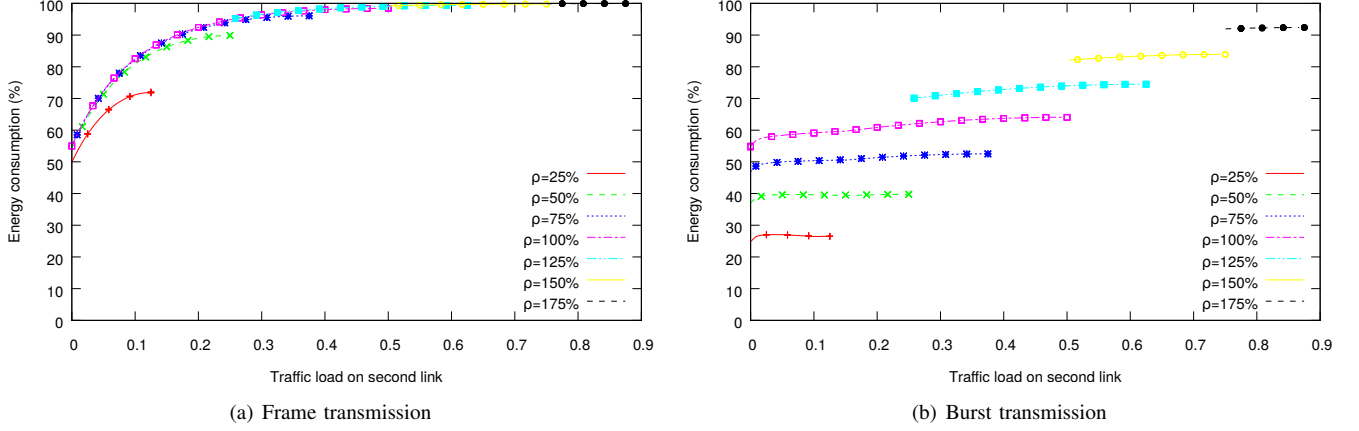 Energy consumption (%)
100
90
80
70
60
50
40
30
20
10
0
ρ=25%
ρ=50%
ρ=75%
ρ=100%
ρ=125%
ρ=150%
ρ=175%
0 0.1 0.2 0.3 0.4 0.5 0.6 0.7 0.8 0.9
Traffic load on second link
(a) Frame transmission
Energy consumption (%)
100
90
80
70
60
50
40
30
20
10
0
ρ=25%
ρ=50%
ρ=75%
ρ=100%
ρ=125%
ρ=150%
ρ=175%
0 0.1 0.2 0.3 0.4 0.5 0.6 0.7 0.8 0.9
Traffic load on second link
(b) Burst transmission